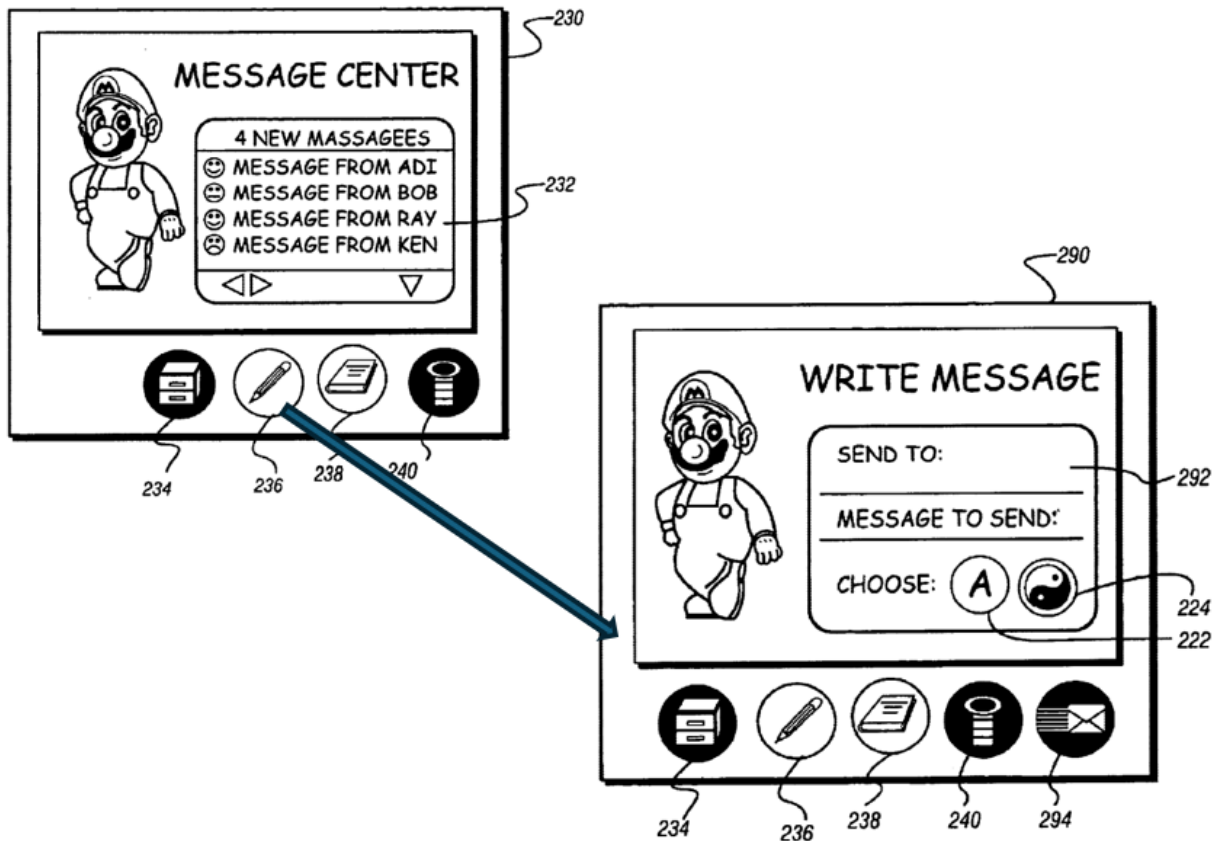 230
M
MESSAGE CENTER
4 NEW MASSAGEES
MESSAGE FROM ADI
MESSAGE FROM BOB
MESSAGE FROM RAY
MESSAGE FROM KEN
232
234
236
238
240
290
M
WRITE MESSAGE
SEND TO:
292
MESSAGE TO SEND:
CHOOSE: A
224
222
234
236
238
240
294